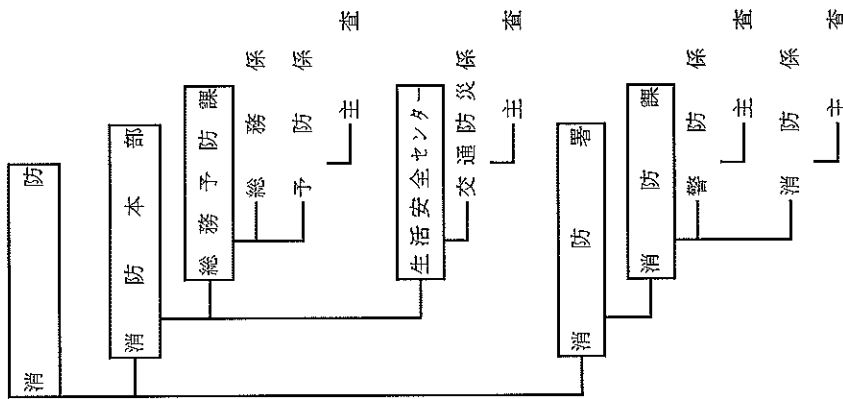 消防
消防本部
総務予防課
総務係
予防係
主査
生活安全センター
交通防災係
主査
消防署
消防課
警防係
主査
消防係
主査